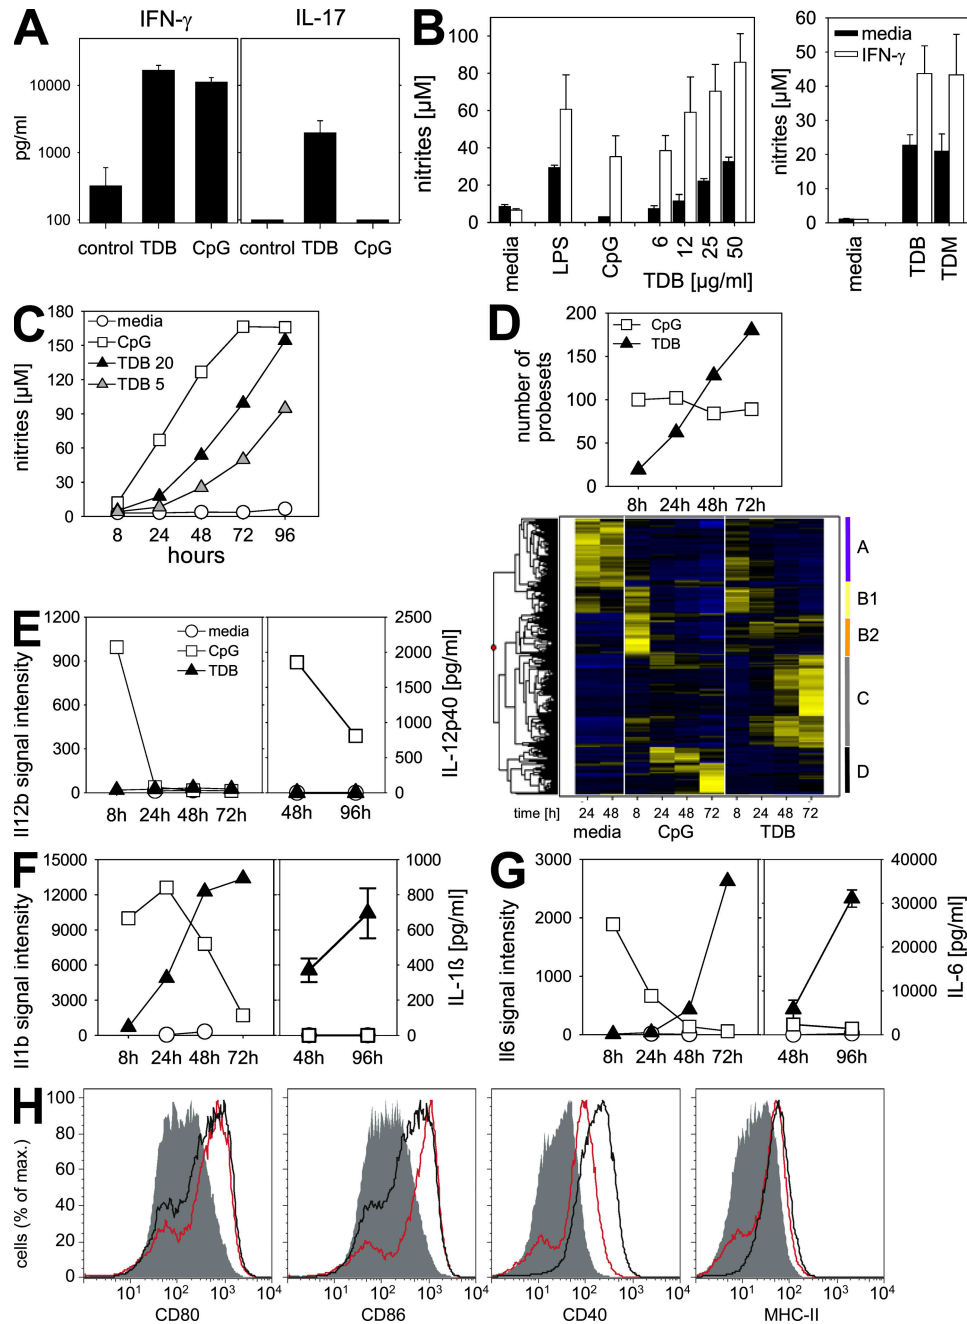 A
IFN-γ
IL-17
pg/ml
10000
1000
100
control TDB CpG
control TDB CpG
B
nitrites [µM]
100
80
60
40
20
0
media
LPS
CpG
6
12
25
50
TDB [µg/ml]
nitrites [µM]
60
50
40
30
20
10
0
media
IFN-γ
media
TDB
TDM
C
nitrites [µM]
180
150
120
90
60
30
0
media
CpG
TDB 20
TDB 5
8 24 48 72 96
hours
D
number of
probesets
200
150
100
50
0
CpG
TDB
8h 24h 48h 72h
A
B1
B2
C
D
time [h]
24 48 8 24 48 72 8 24 48
media CpG TDB
E
Il12b signal intensity
1200
900
600
300
0
media
CpG
TDB
8h 24h 48h 72h
2500
2000
1500
1000
500
0
IL-12p40 [pg/ml]
48h 96h
F
Il1b signal intensity
15000
12000
9000
6000
3000
0
8h 24h 48h 72h
1000
800
600
400
200
0
IL-1ß [pg/ml]
48h 96h
G
Il6 signal intensity
3000
2000
1000
0
8h 24h 48h 72h
40000
30000
20000
10000
0
IL-6 [pg/ml]
48h 96h
H
cells (% of max.)
100
80
60
40
20
0
10¹ 10² 10³ 10⁴
CD80
10¹ 10² 10³ 10⁴
CD86
10¹ 10² 10³ 10⁴
CD40
10¹ 10² 10³ 10⁴
MHC-II